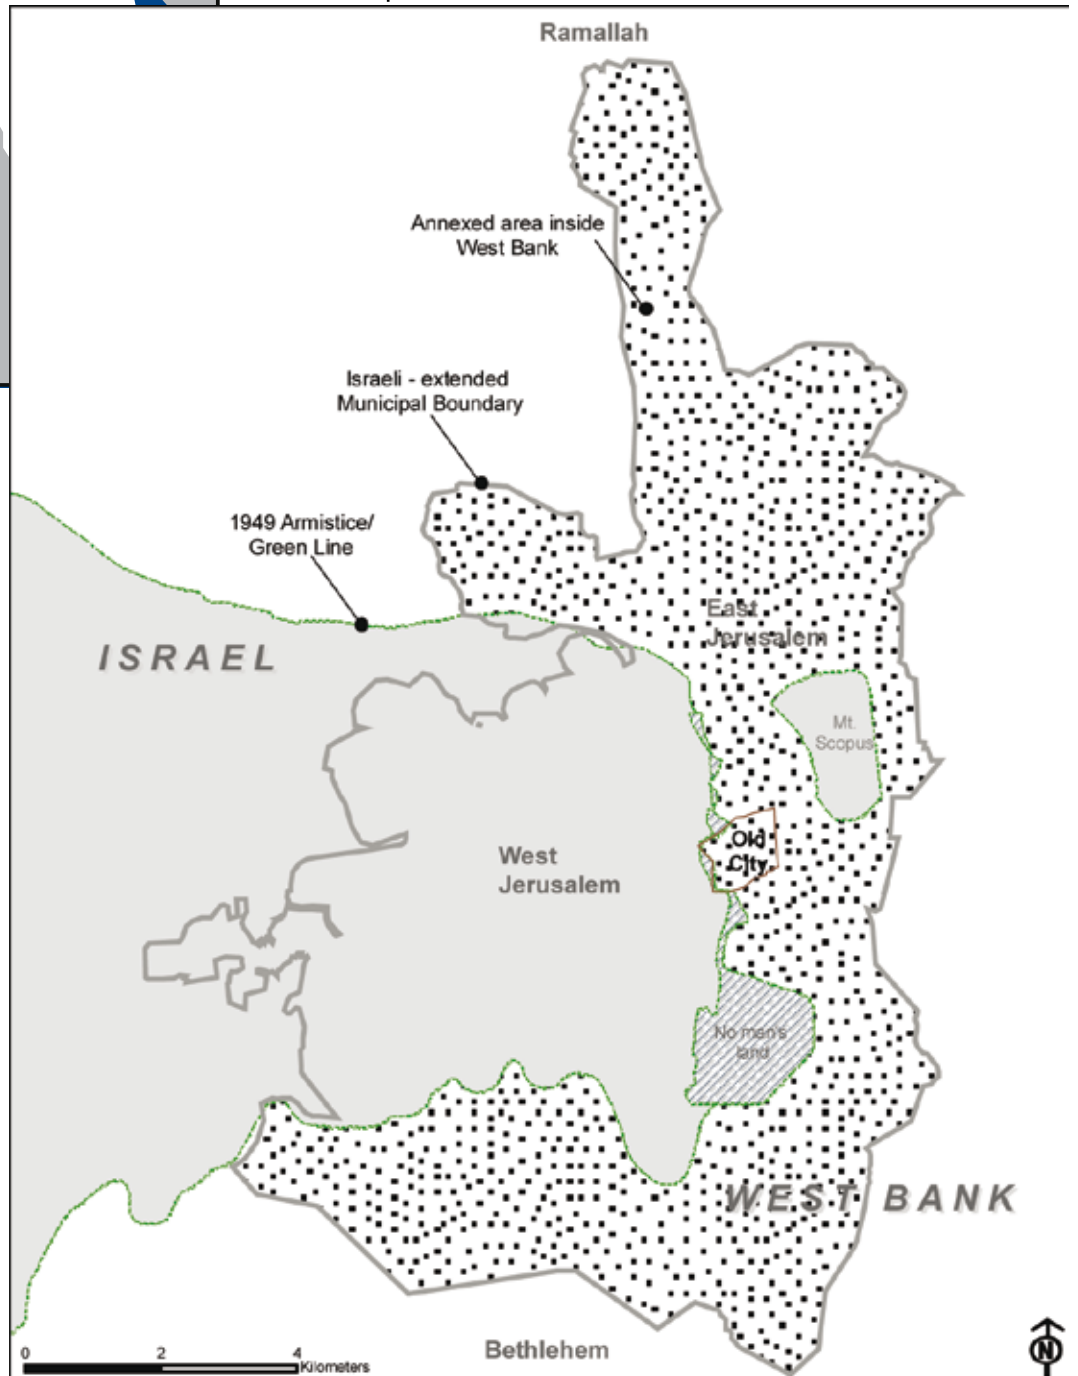 Ramallah
Annexed area inside
West Bank
Israeli - extended
Municipal Boundary
1949 Armistice/
Green Line
East
Jerusalem
ISRAEL
Mt.
Scopus
Old
City
West
Jerusalem
No man's
land
WEST BANK
Bethlehem
0 2 4
Kilometers
N